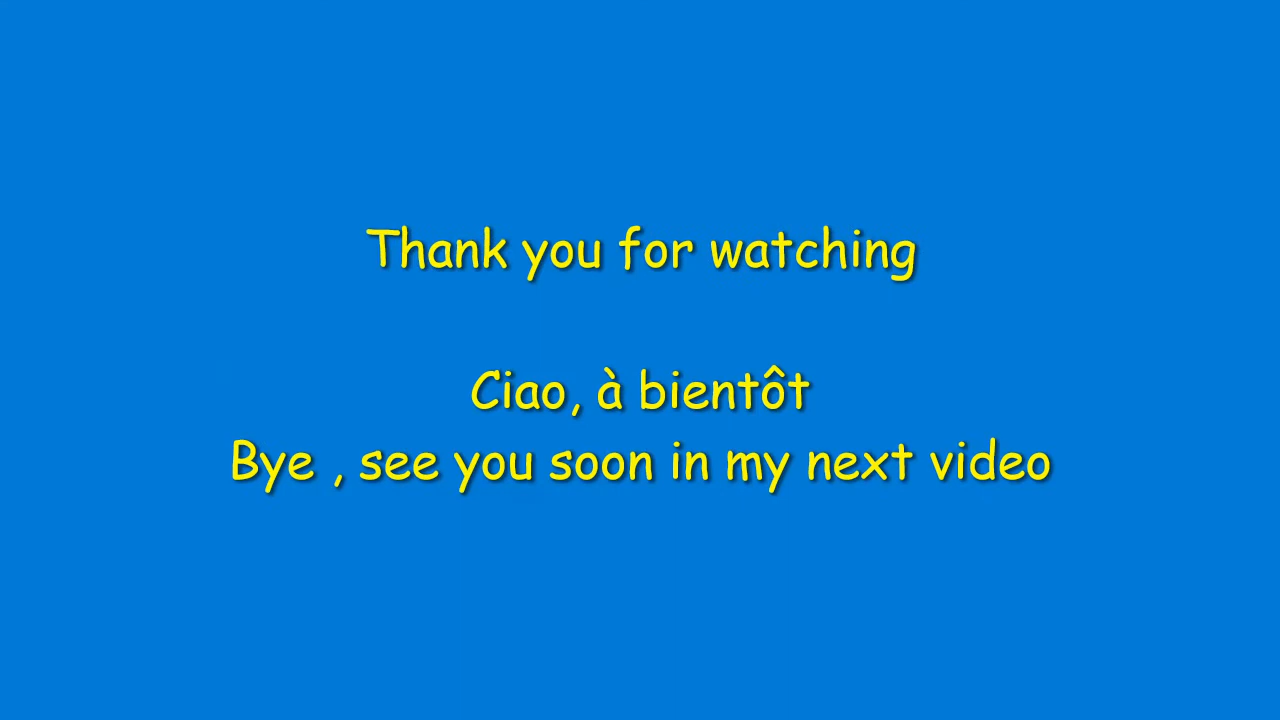 Thank you for watching
Ciao, à bientôt
Bye , see you soon in my next video